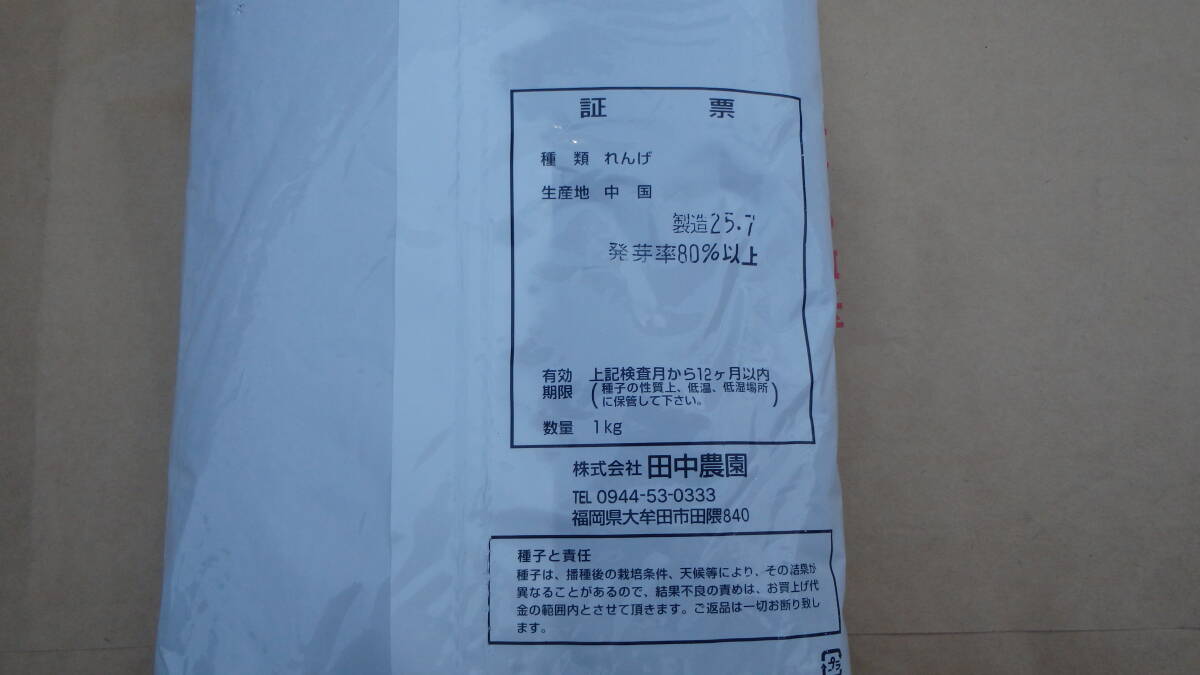 証 票
種類 れんげ
生産地 中国
製造25.7
発芽率80%以上
有効期限 上記検査月から12ヶ月以内
(種子の性質上、低温、低湿場所
に保管して下さい。)
数量 1kg
株式会社 田中農園
TEL 0944-53-0333
福岡県大牟田市田隈840
種子と責任
種子は、播種後の栽培条件、天候等により、その結果が
異なることがあるので、結果不良の責めは、お買上げ代
金の範囲内とさせて頂きます。ご返品は一切お断り致し
ます。
プラ